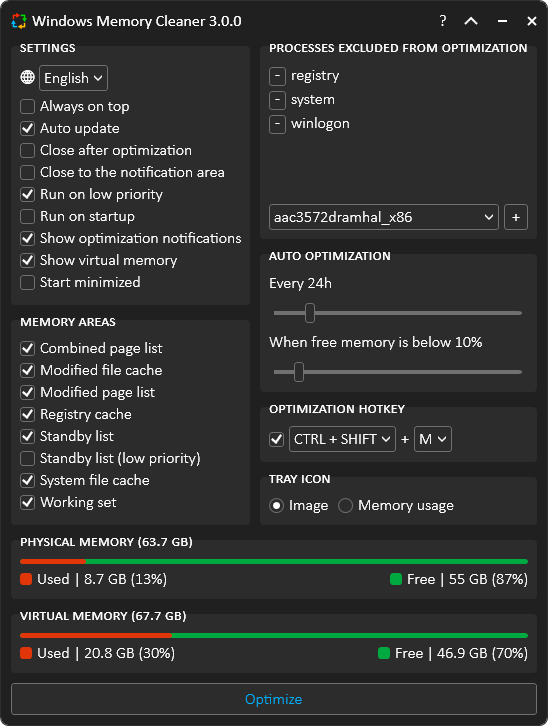 Windows Memory Cleaner 3.0.0
?
SETTINGS
English
Always on top
Auto update
Close after optimization
Close to the notification area
Run on low priority
Run on startup
Show optimization notifications
Show virtual memory
Start minimized
MEMORY AREAS
Combined page list
Modified file cache
Modified page list
Registry cache
Standby list
Standby list (low priority)
System file cache
Working set
PROCESSES EXCLUDED FROM OPTIMIZATION
- registry
- system
- winlogon
aac3572dramhal_x86 +
AUTO OPTIMIZATION
Every 24h
When free memory is below 10%
OPTIMIZATION HOTKEY
CTRL + SHIFT + M
TRAY ICON
Image Memory usage
PHYSICAL MEMORY (63.7 GB)
Used | 8.7 GB (13%) Free | 55 GB (87%)
VIRTUAL MEMORY (67.7 GB)
Used | 20.8 GB (30%) Free | 46.9 GB (70%)
Optimize